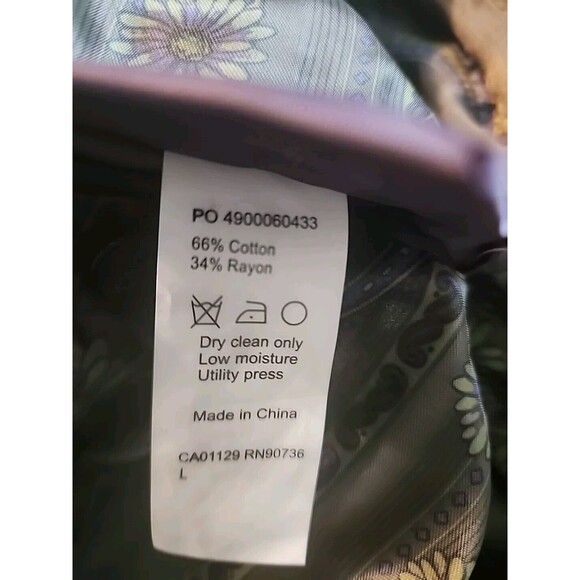 PO 4900060433
66% Cotton
34% Rayon
Dry clean only
Low moisture
Utility press
Made in China
CA01129 RN90736
L